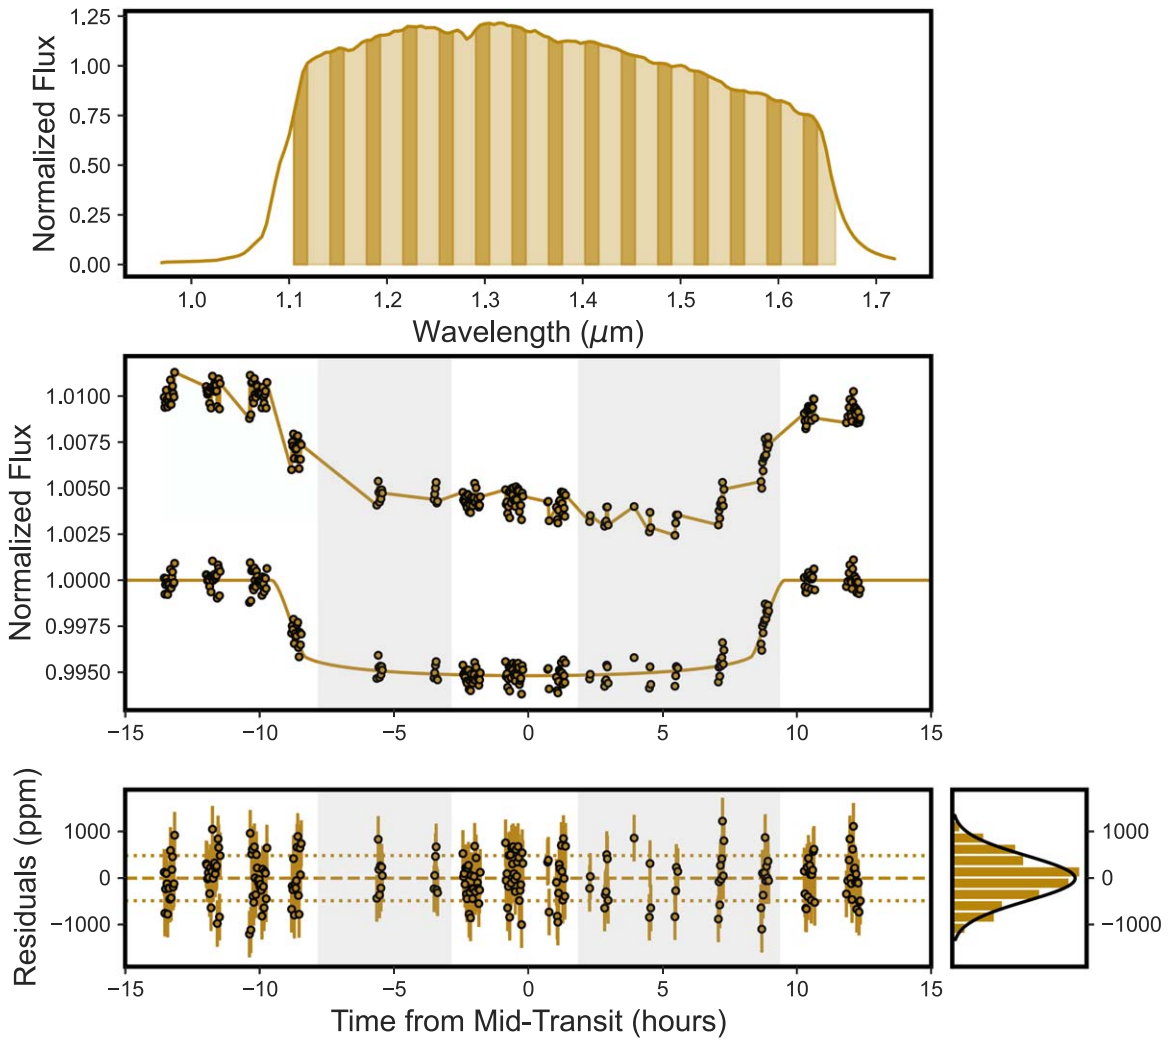 Normalized Flux
1.25
1.00
0.75
0.50
0.25
0.00
1.0 1.1 1.2 1.3 1.4 1.5 1.6 1.7
Wavelength (μm)
Normalized Flux
1.0100
1.0075
1.0050
1.0025
1.0000
0.9975
0.9950
−15 −10 −5 0 5 10 15
Residuals (ppm)
1000
0
−1000
−15 −10 −5 0 5 10 15
Time from Mid-Transit (hours)
1000
0
−1000